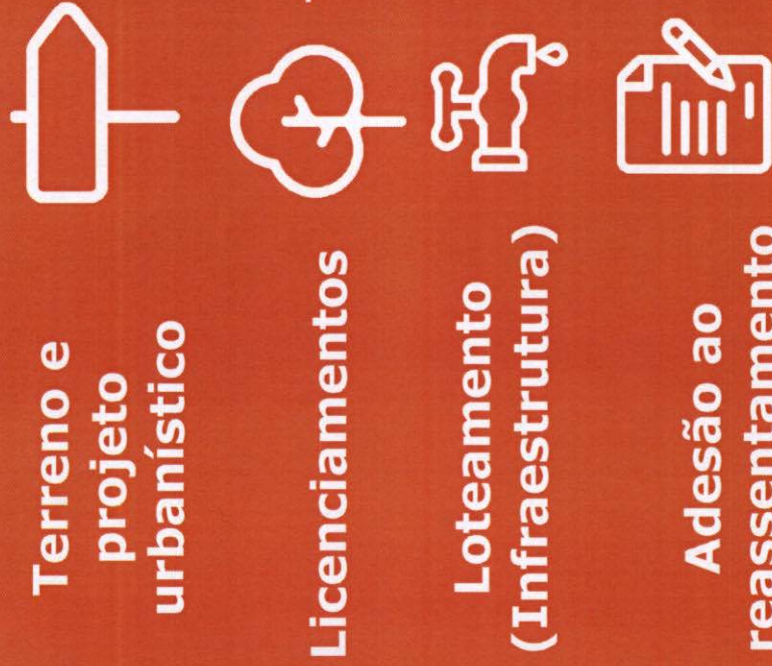 Terreno e
projeto
urbanístico
Licenciamentos
Loteamento
(Infraestrutura)
Adesão ao
reassentamento